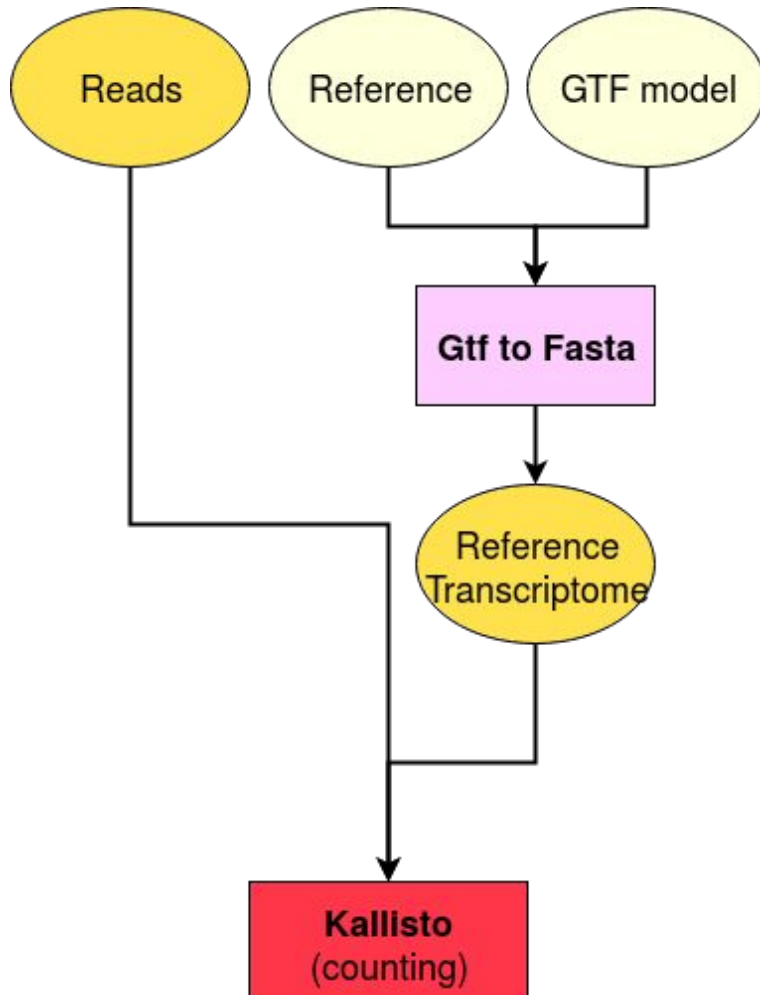 Reads
Reference
GTF model
Gtf to Fasta
Reference
Transcriptome
Kallisto
(counting)